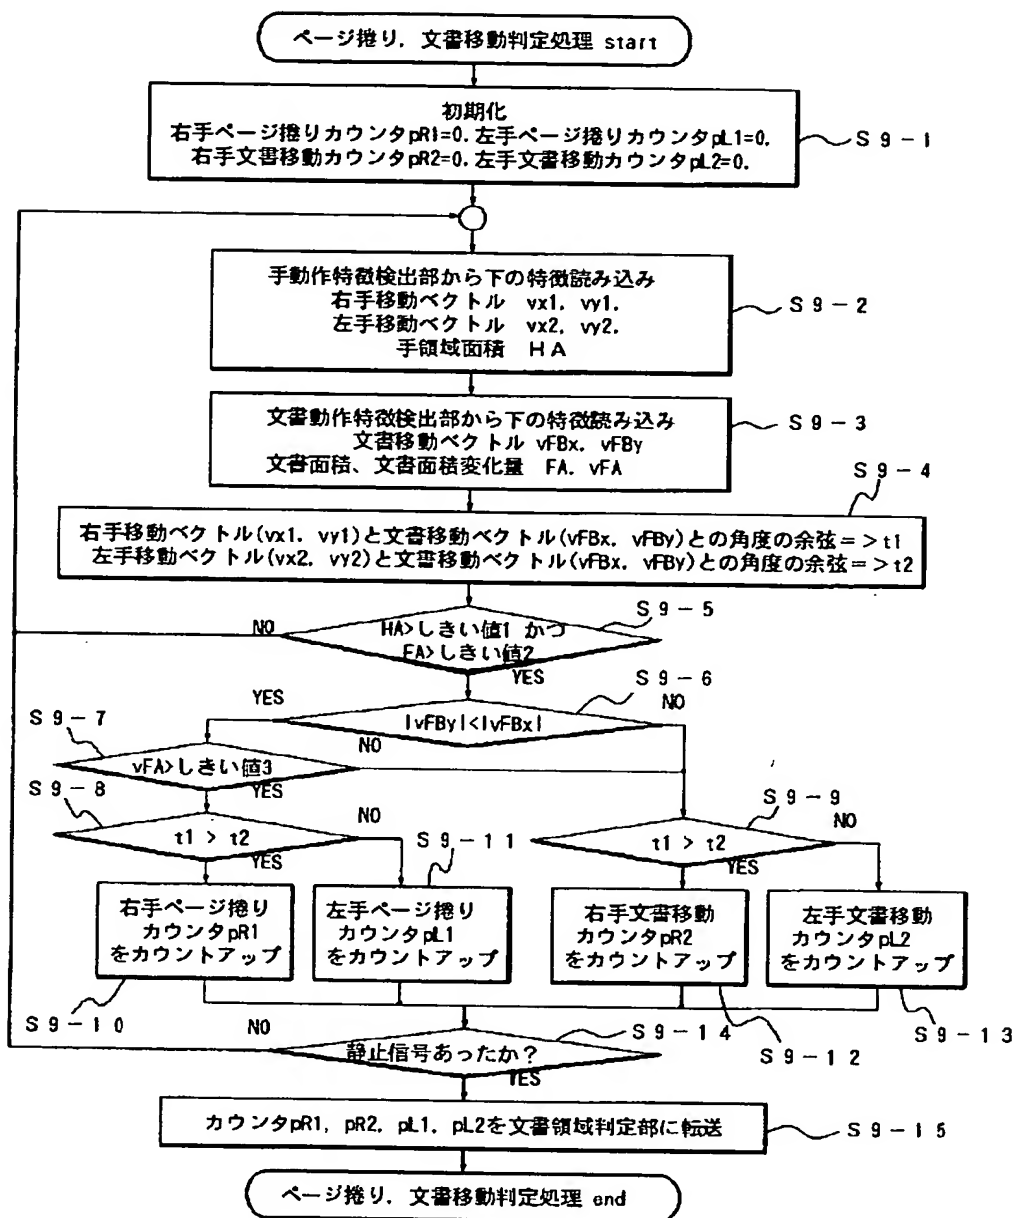 ページ捲り，文書移動判定処理 start
初期化
右手ページ捲りカウンタpR1=0．左手ページ捲りカウンタpL1=0．
右手文書移動カウンタpR2=0．左手文書移動カウンタpL2=0．
S9-1
手動作特徴検出部から下の特徴読み込み
右手移動ベクトル vx1．vy1．
左手移動ベクトル vx2．vy2．
手領域面積 HA
S9-2
文書動作特徴検出部から下の特徴読み込み
文書移動ベクトル vFBx．vFBy
文書面積、文書面積変化量 FA．vFA
S9-3
S9-4
右手移動ベクトル(vx1．vy1)と文書移動ベクトル(vFBx．vFBy)との角度の余弦=>t1
左手移動ベクトル(vx2，vy2)と文書移動ベクトル(vFBx．vFBy)との角度の余弦=>t2
S9-5
NO
HA>しきい値1 かつ
FA>しきい値2
YES
S9-6
YES
NO
|vFBy|<|vFBx|
S9-7
NO
vFA>しきい値3
YES
S9-8
NO
S9-9
NO
t1 > t2
YES
S9-11
t1 > t2
YES
右手ページ捲り
カウンタpR1
をカウントアップ
左手ページ捲り
カウンタpL1
をカウントアップ
右手文書移動
カウンタpR2
をカウントアップ
左手文書移動
カウンタpL2
をカウントアップ
S9-10
NO
S9-14
S9-12
S9-13
静止信号あったか？
YES
カウンタpR1，pR2，pL1．pL2を文書領域判定部に転送
S9-15
ページ捲り．文書移動判定処理 end